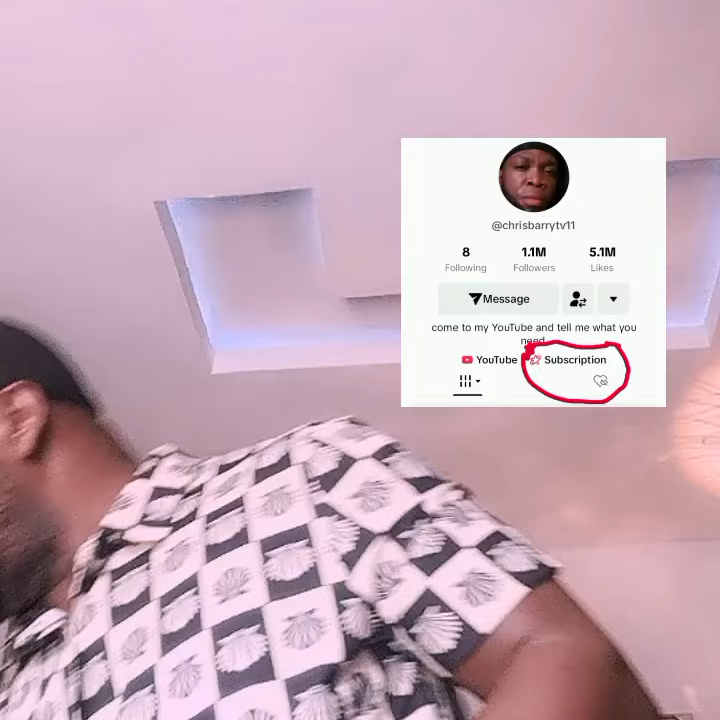 @chrisbarrytv11
8 1.1M 5.1M
Following Followers Likes
Message
come to my YouTube and tell me what you
need
YouTube Subscription